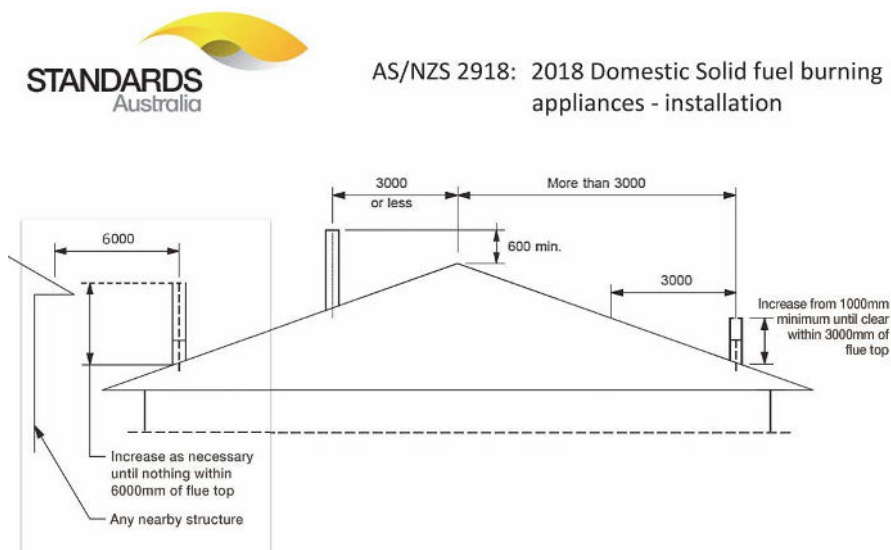 STANDARDS
Australia
AS/NZS 2918: 2018 Domestic Solid fuel burning
appliances - installation
3000
or less
More than 3000
6000
600 min.
3000
Increase from 1000mm
minimum until clear
within 3000mm of
flue top
Increase as necessary
until nothing within
6000mm of flue top
Any nearby structure